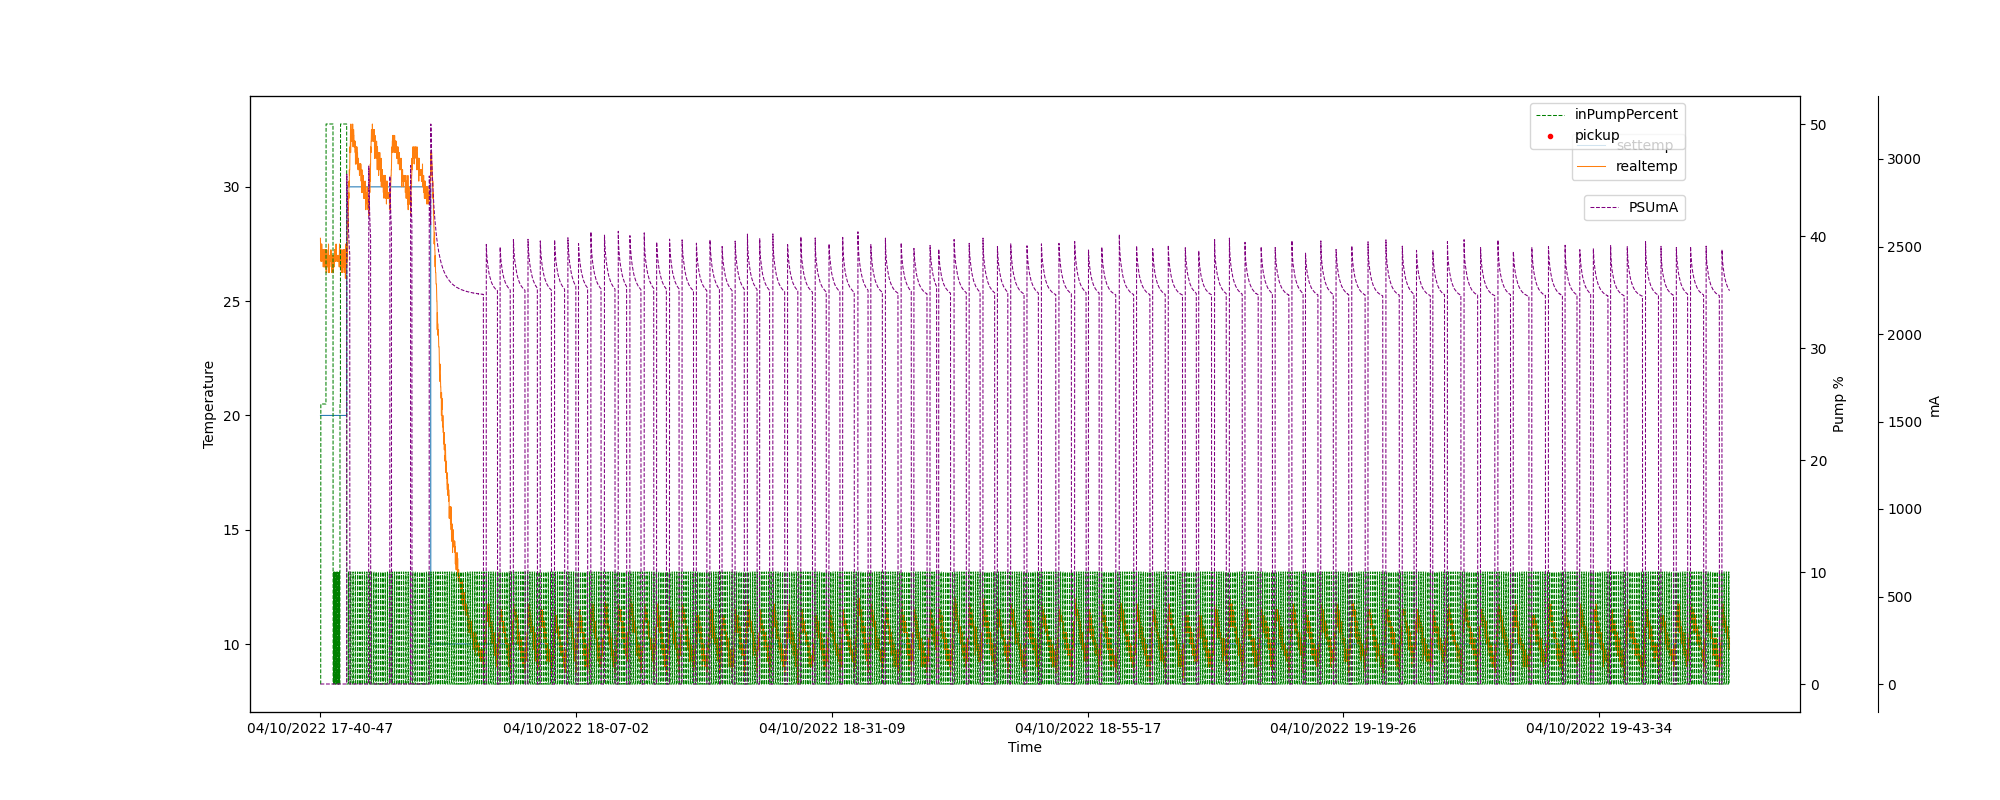 inPumpPercent
pickup
settemp
realtemp
PSUmA
30
25
20
15
10
Temperature
50
40
30
20
10
0
Pump %
3000
2500
2000
1500
1000
500
0
mA
04/10/2022 17-40-47
04/10/2022 18-07-02
04/10/2022 18-31-09
04/10/2022 18-55-17
04/10/2022 19-19-26
04/10/2022 19-43-34
Time